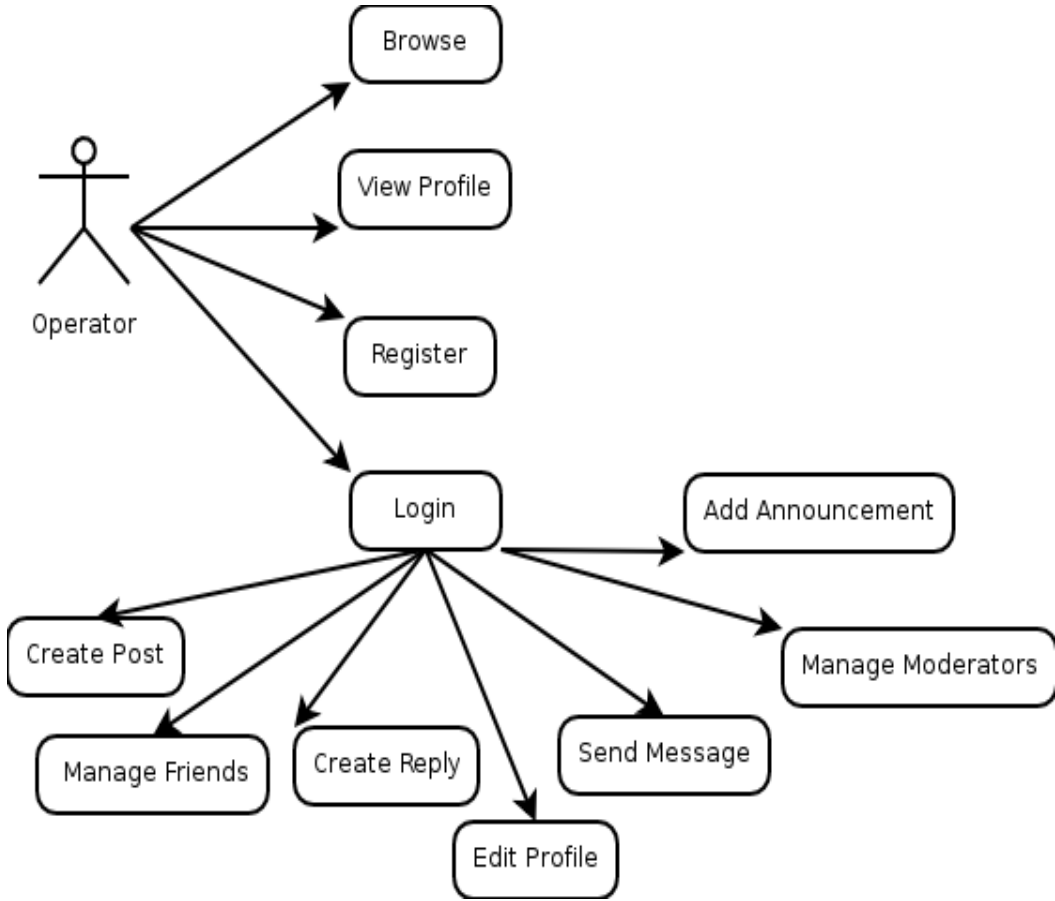 Browse
View Profile
Operator
Register
Login
Add Announcement
Create Post
Manage Moderators
Manage Friends
Create Reply
Send Message
Edit Profile